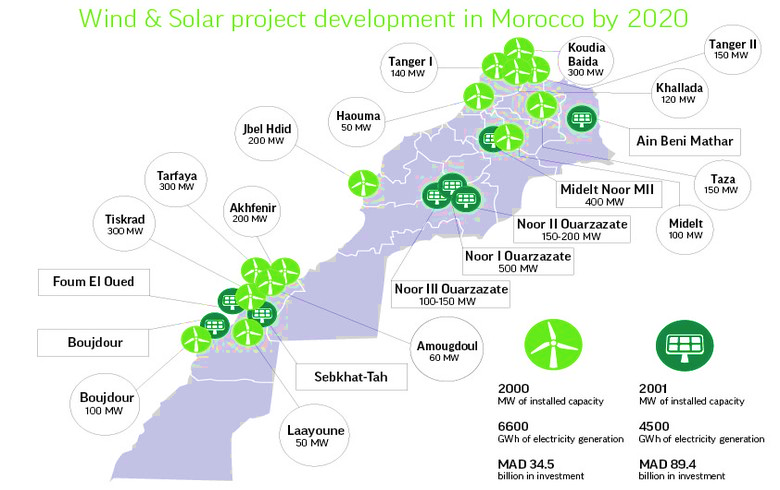 Wind & Solar project development in Morocco by 2020
Tanger I
140 MW
Koudia
Baida
300 MW
Tanger II
150 MW
Khallada
120 MW
Haouma
50 MW
Jbel Hdid
200 MW
Ain Beni Mathar
Tarfaya
300 MW
Taza
150 MW
Midelt Noor MII
400 MW
Akhfenir
200 MW
Tiskrad
300 MW
Midelt
100 MW
Noor II Ouarzazate
150-200 MW
Noor I Ouarzazate
500 MW
Foum El Oued
Noor III Ouarzazate
100-150 MW
Boujdour
Amougdoul
60 MW
Sebkhat-Tah
Boujdour
100 MW
Laayoune
50 MW
2000
MW of installed capacity
6600
GWh of electricity generation
MAD 34.5
billion in investment
2001
MW of installed capacity
4500
GWh of electricity generation
MAD 89.4
billion in investment